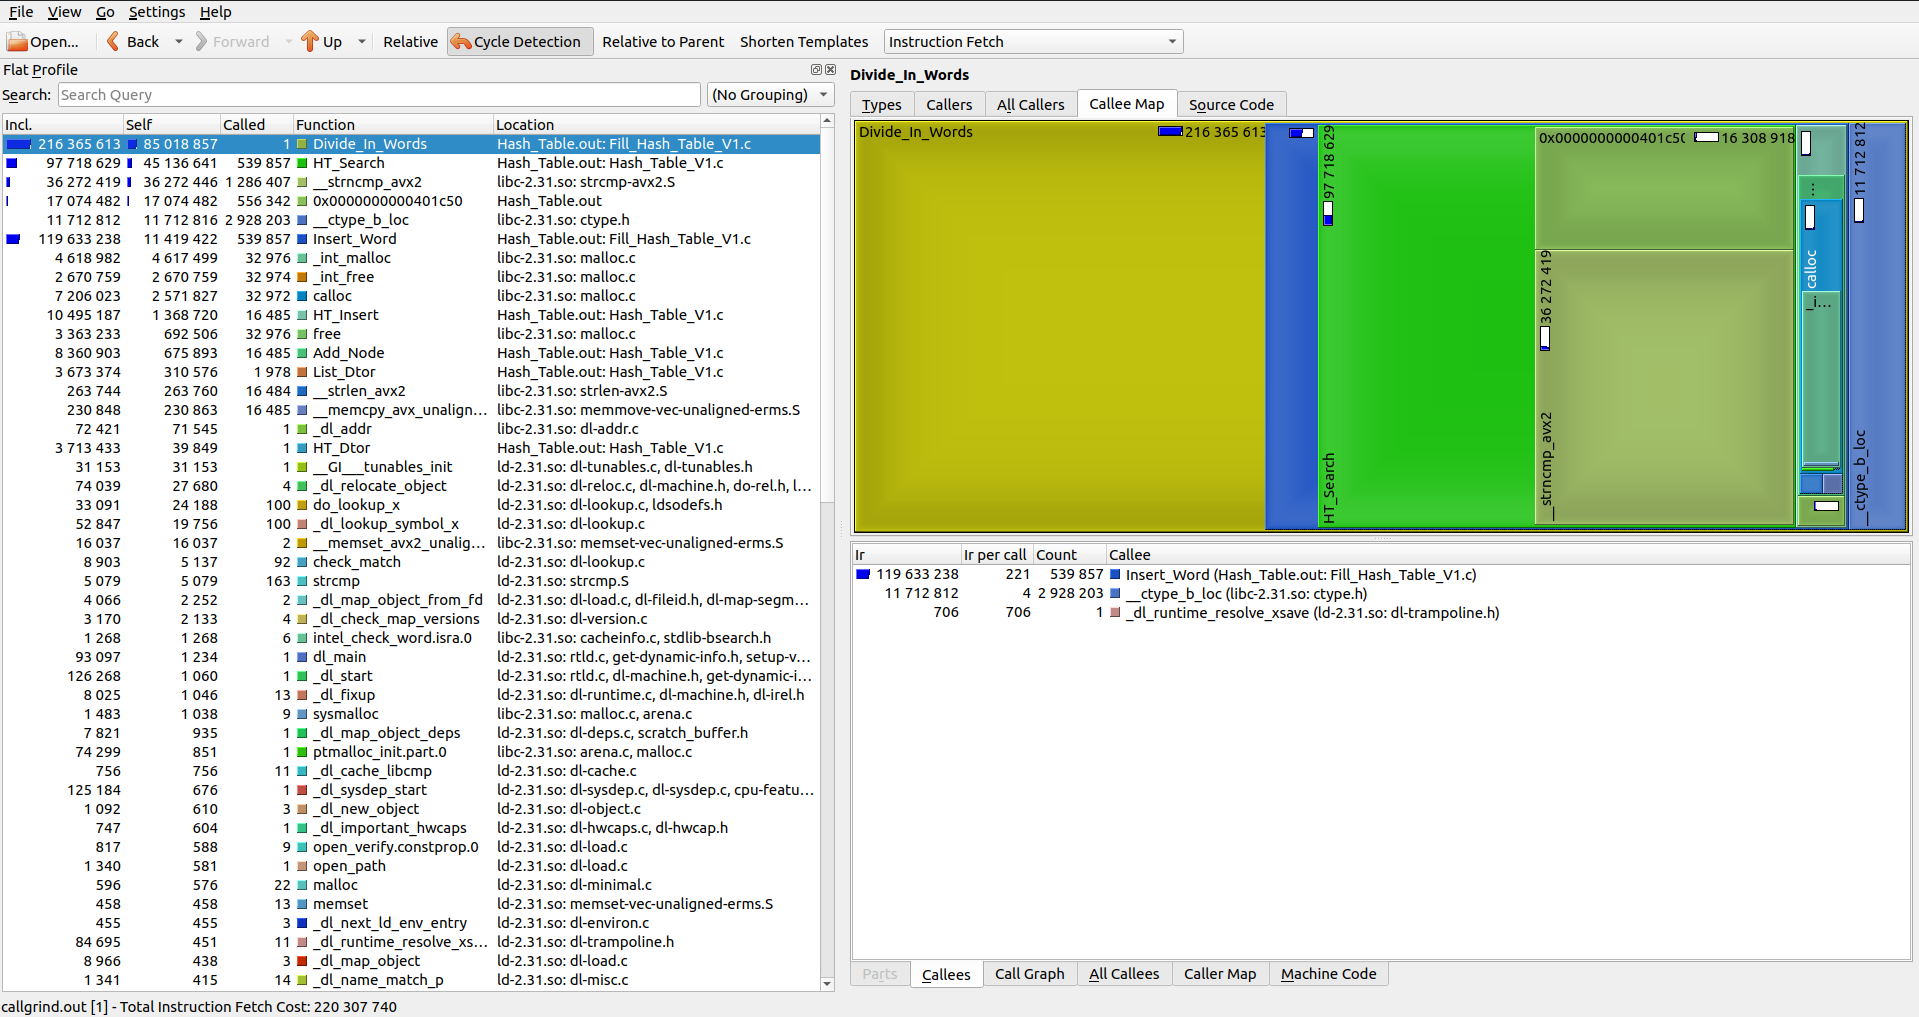 File View Go Settings Help
Open... Back Forward Up Relative Cycle Detection Relative to Parent Shorten Templates Instruction Fetch
Flat Profile
Search: Search Query (No Grouping)
Incl. Self Called Function Location
216 365 613 85 018 857 1 Divide_In_Words Hash_Table.out: Fill_Hash_Table_V1.c
97 718 629 45 136 641 539 857 HT_Search Hash_Table.out: Hash_Table_V1.c
36 272 419 36 272 446 1 286 407 __strncmp_avx2 libc-2.31.so: strcmp-avx2.S
17 074 482 17 074 482 556 342 0x0000000000401c50 Hash_Table.out
11 712 812 11 712 816 2 928 203 __ctype_b_loc libc-2.31.so: ctype.h
119 633 238 11 419 422 539 857 Insert_Word Hash_Table.out: Fill_Hash_Table_V1.c
4 618 982 4 617 499 32 976 _int_malloc libc-2.31.so: malloc.c
2 670 759 2 670 759 32 974 _int_free libc-2.31.so: malloc.c
7 206 023 2 571 827 32 972 calloc libc-2.31.so: malloc.c
10 495 187 1 368 720 16 485 HT_Insert Hash_Table.out: Hash_Table_V1.c
3 363 233 692 506 32 976 free libc-2.31.so: malloc.c
8 360 903 675 893 16 485 Add_Node Hash_Table.out: Hash_Table_V1.c
3 673 374 310 576 1 978 List_Dtor Hash_Table.out: Hash_Table_V1.c
263 744 263 760 16 484 __strlen_avx2 libc-2.31.so: strlen-avx2.S
230 848 230 863 16 485 __memcpy_avx_unalign... libc-2.31.so: memmove-vec-unaligned-erms.S
72 421 71 545 1 _dl_addr libc-2.31.so: dl-addr.c
3 713 433 39 849 1 HT_Dtor Hash_Table.out: Hash_Table_V1.c
31 153 31 153 1 __GI___tunables_init ld-2.31.so: dl-tunables.c, dl-tunables.h
74 039 27 680 4 _dl_relocate_object ld-2.31.so: dl-reloc.c, dl-machine.h, do-rel.h, l...
33 091 24 188 100 do_lookup_x ld-2.31.so: dl-lookup.c, ldsodefs.h
52 847 19 756 100 _dl_lookup_symbol_x ld-2.31.so: dl-lookup.c
16 037 16 037 2 __memset_avx2_unalig... libc-2.31.so: memset-vec-unaligned-erms.S
8 903 5 137 92 check_match ld-2.31.so: dl-lookup.c
5 079 5 079 163 strcmp ld-2.31.so: strcmp.S
4 066 2 252 2 _dl_map_object_from_fd ld-2.31.so: dl-load.c, dl-fileid.h, dl-map-segm...
3 170 2 133 4 _dl_check_map_versions ld-2.31.so: dl-version.c
1 268 1 268 6 intel_check_word.isra.0 libc-2.31.so: cacheinfo.c, stdlib-bsearch.h
93 097 1 234 1 dl_main ld-2.31.so: rtld.c, get-dynamic-info.h, setup-v...
126 268 1 060 1 _dl_start ld-2.31.so: rtld.c, dl-machine.h, get-dynamic-i...
8 025 1 046 13 _dl_fixup ld-2.31.so: dl-runtime.c, dl-machine.h, dl-irel.h
1 483 1 038 9 sysmalloc libc-2.31.so: malloc.c, arena.c
7 821 935 1 _dl_map_object_deps ld-2.31.so: dl-deps.c, scratch_buffer.h
74 299 851 1 ptmalloc_init.part.0 libc-2.31.so: arena.c, malloc.c
756 756 11 _dl_cache_libcmp ld-2.31.so: dl-cache.c
125 184 676 1 _dl_sysdep_start ld-2.31.so: dl-sysdep.c, dl-sysdep.c, cpu-featu...
1 092 610 3 _dl_new_object ld-2.31.so: dl-object.c
747 604 1 _dl_important_hwcaps ld-2.31.so: dl-hwcaps.c, dl-hwcap.h
817 588 9 open_verify.constprop.0 ld-2.31.so: dl-load.c
1 340 581 1 open_path ld-2.31.so: dl-load.c
596 576 22 malloc ld-2.31.so: dl-minimal.c
458 458 13 memset ld-2.31.so: memset-vec-unaligned-erms.S
455 455 3 _dl_next_ld_env_entry ld-2.31.so: dl-environ.c
84 695 451 11 _dl_runtime_resolve_xs... ld-2.31.so: dl-trampoline.h
8 966 438 3 _dl_map_object ld-2.31.so: dl-load.c
1 341 415 14 _dl_name_match_p ld-2.31.so: dl-misc.c
Divide_In_Words
Types Callers All Callers Callee Map Source Code
Divide_In_Words 216 365 613
HT_Search 97 718 629
0x0000000000401c50 16 308 918
__strncmp_avx2 36 272 419
...
calloc
_i...
__ctype_b_loc 11 712 812
Ir Ir per call Count Callee
119 633 238 221 539 857 Insert_Word (Hash_Table.out: Fill_Hash_Table_V1.c)
11 712 812 4 2 928 203 __ctype_b_loc (libc-2.31.so: ctype.h)
706 706 1 _dl_runtime_resolve_xsave (ld-2.31.so: dl-trampoline.h)
Parts Callees Call Graph All Callees Caller Map Machine Code
callgrind.out [1] - Total Instruction Fetch Cost: 220 307 740